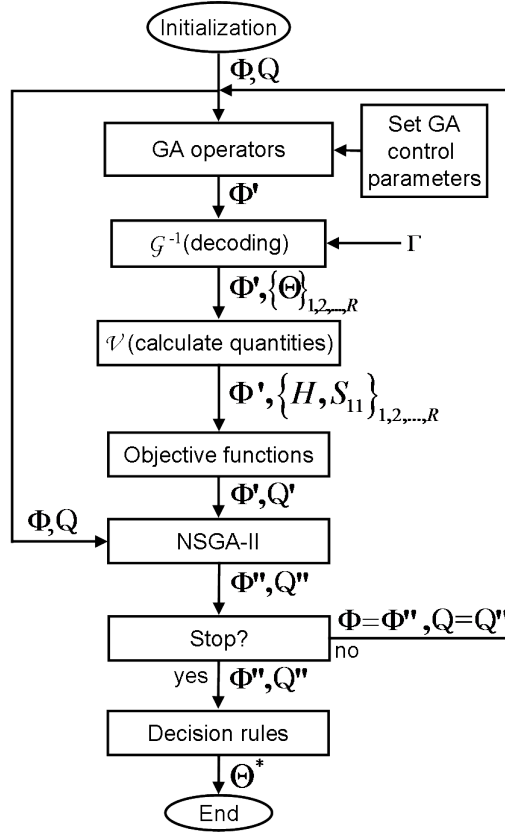 Initialization
Φ,Q
GA operators
Set GA
control
parameters
Φ'
𝒢⁻¹(decoding)
Γ
Φ',{Θ}₁,₂,...,R
𝒱(calculate quantities)
Φ',{H,S₁₁}₁,₂,...,R
Objective functions
Φ',Q'
Φ,Q
NSGA-II
Φ",Q"
Stop?
Φ=Φ",Q=Q"
no
yes
Φ",Q"
Decision rules
Θ*
End